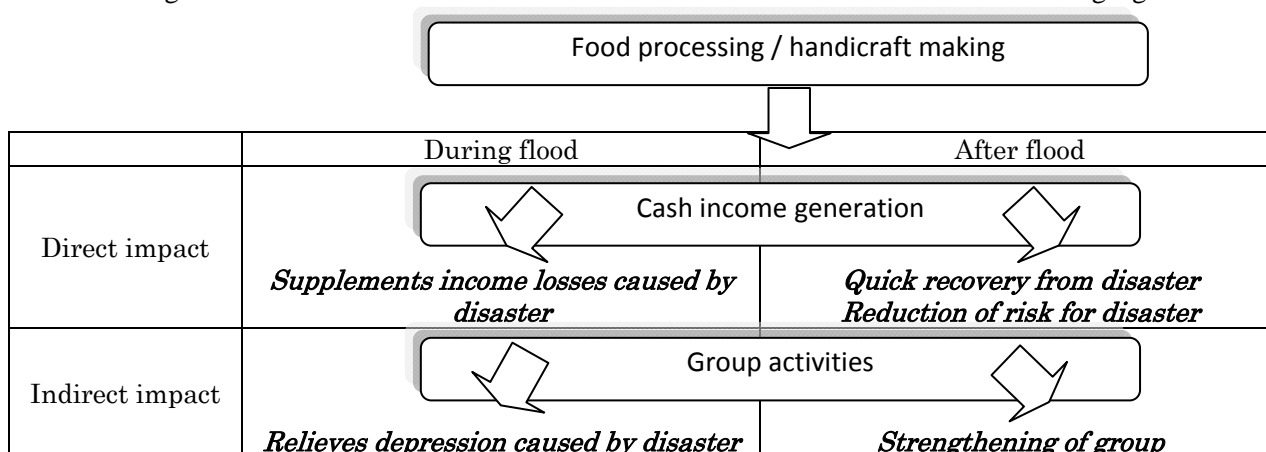 Food processing / handicraft making
During flood
After flood
Direct impact
Cash income generation
Supplements income losses caused by
disaster
Quick recovery from disaster
Reduction of risk for disaster
Indirect impact
Group activities
Relieves depression caused by disaster
Strengthening of group